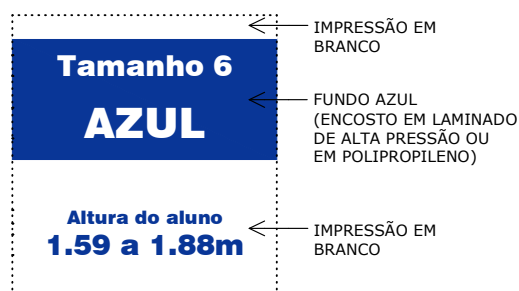 IMPRESSÃO EM
BRANCO
Tamanho 6
AZUL
FUNDO AZUL
(ENCOSTO EM LAMINADO
DE ALTA PRESSÃO OU
EM POLIPROPILENO)
Altura do aluno
1.59 a 1.88m
IMPRESSÃO EM
BRANCO